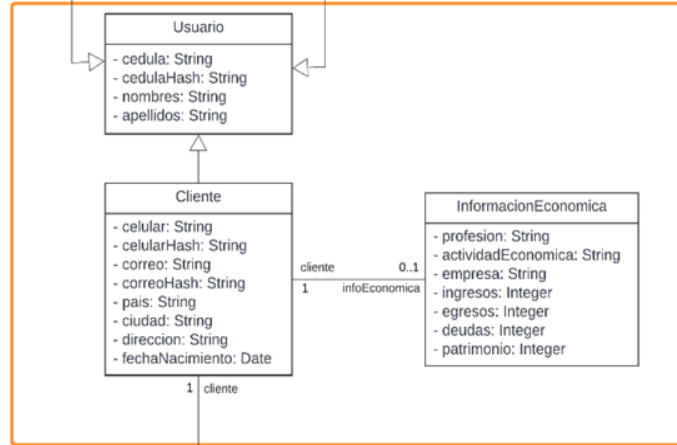 Usuario
- cedula: String
- cedulaHash: String
- nombres: String
- apellidos: String
Cliente
- celular: String
- celularHash: String
- correo: String
- correoHash: String
- pais: String
- ciudad: String
- direccion: String
- fechaNacimiento: Date
cliente 0..1
1 infoEconomica
InformacionEconomica
- profesion: String
- actividadEconomica: String
- empresa: String
- ingresos: Integer
- egresos: Integer
- deudas: Integer
- patrimonio: Integer
1 cliente